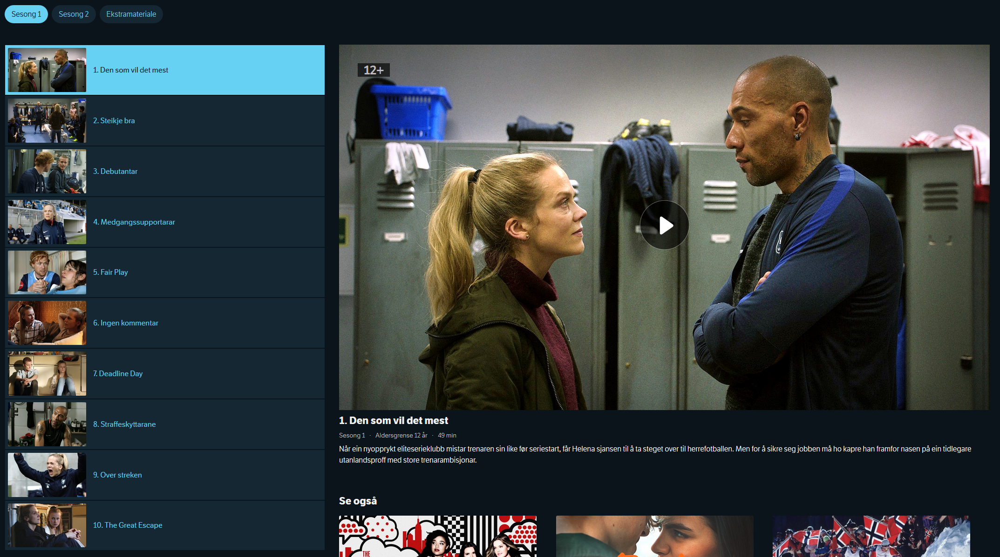 Sesong 1
Sesong 2
Ekstramateriale
1. Den som vil det mest
2. Steikje bra
3. Debutantar
4. Medgangssupportarar
5. Fair Play
6. Ingen kommentar
7. Deadline Day
8. Straffeskyttarane
9. Over streken
10. The Great Escape
12+
1. Den som vil det mest
Sesong 1 · Aldersgrense 12 år · 49 min
Når ein nyopprykt eliteserieklubb mistar trenaren sin like før seriestart, får Helena sjansen til å ta steget over til herrefotballen. Men for å sikre seg jobben må ho kapre han framfor nasen på ein tidlegare
utanlandsproff med store trenarambisjonar.
Se også
THE